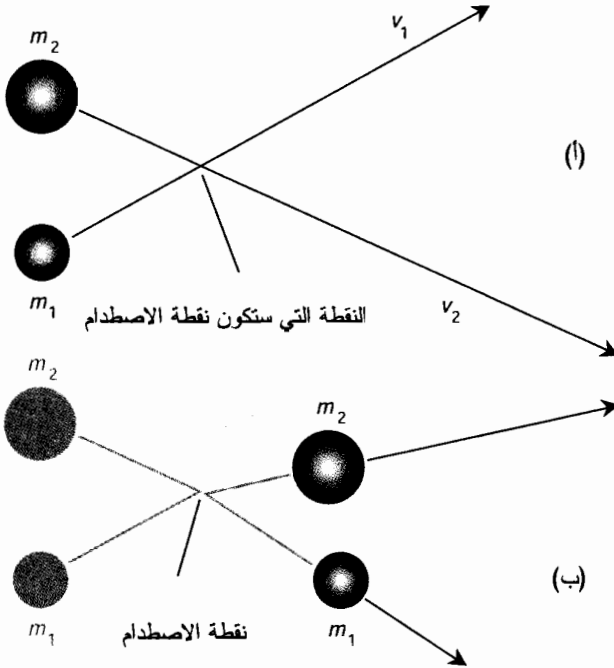 v₁
m₂
(أ)
m₁
النقطة التي ستكون نقطة الاصطدام
v₂
m₂
m₂
(ب)
m₁
نقطة الاصطدام
m₁